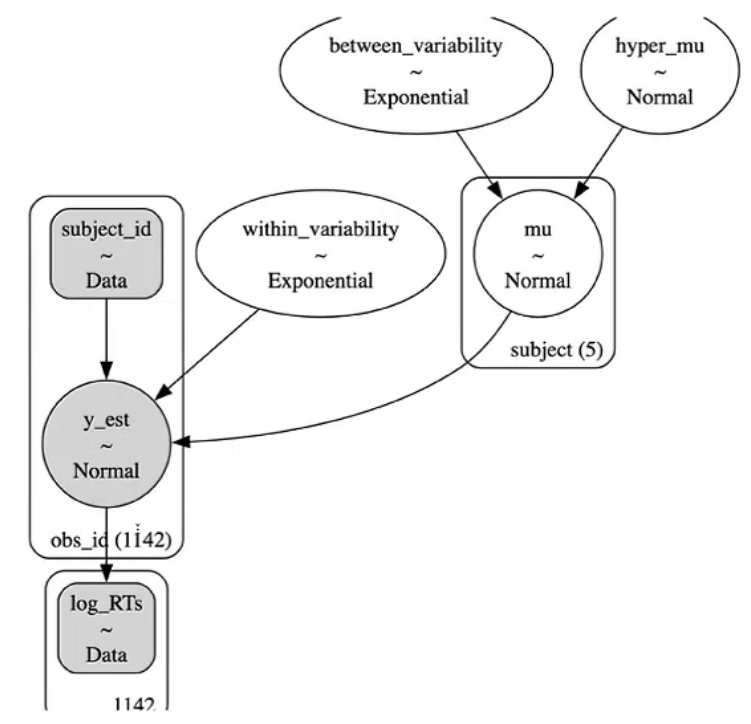 between_variability
~
Exponential
hyper_mu
~
Normal
subject_id
~
Data
within_variability
~
Exponential
mu
~
Normal
subject (5)
y_est
~
Normal
obs_id (1142)
log_RTs
~
Data
1142